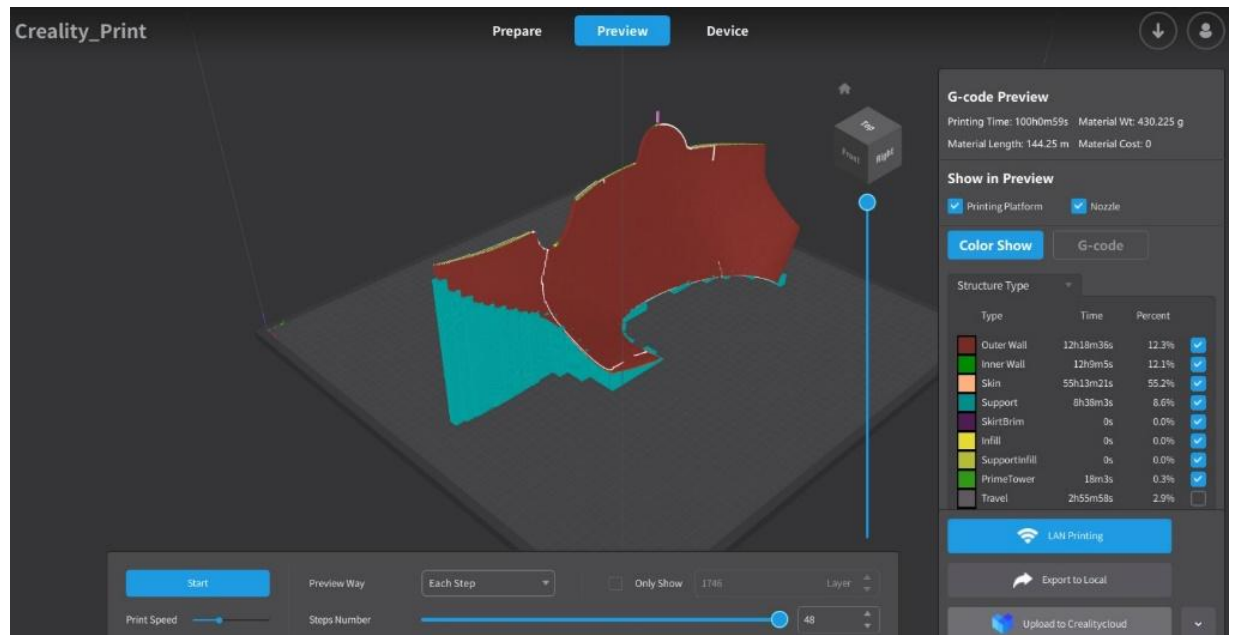 Creality_Print
Prepare Preview Device
Top
Front Right
G-code Preview
Printing Time: 100h0m59s Material Wt: 430.225 g
Material Length: 144.25 m Material Cost: 0
Show in Preview
Printing Platform Nozzle
Color Show G-code
Structure Type
Type Time Percent
Outer Wall 12h18m36s 12.3%
Inner Wall 12h9m5s 12.1%
Skin 55h13m21s 55.2%
Support 8h38m3s 8.6%
SkirtBrim 0s 0.0%
Infill 0s 0.0%
SupportInfill 0s 0.0%
PrimeTower 18m3s 0.3%
Travel 2h55m58s 2.9%
LAN Printing
Export to Local
Upload to Crealitycloud
Start Preview Way Each Step Only Show 1746 Layer
Print Speed Steps Number 48